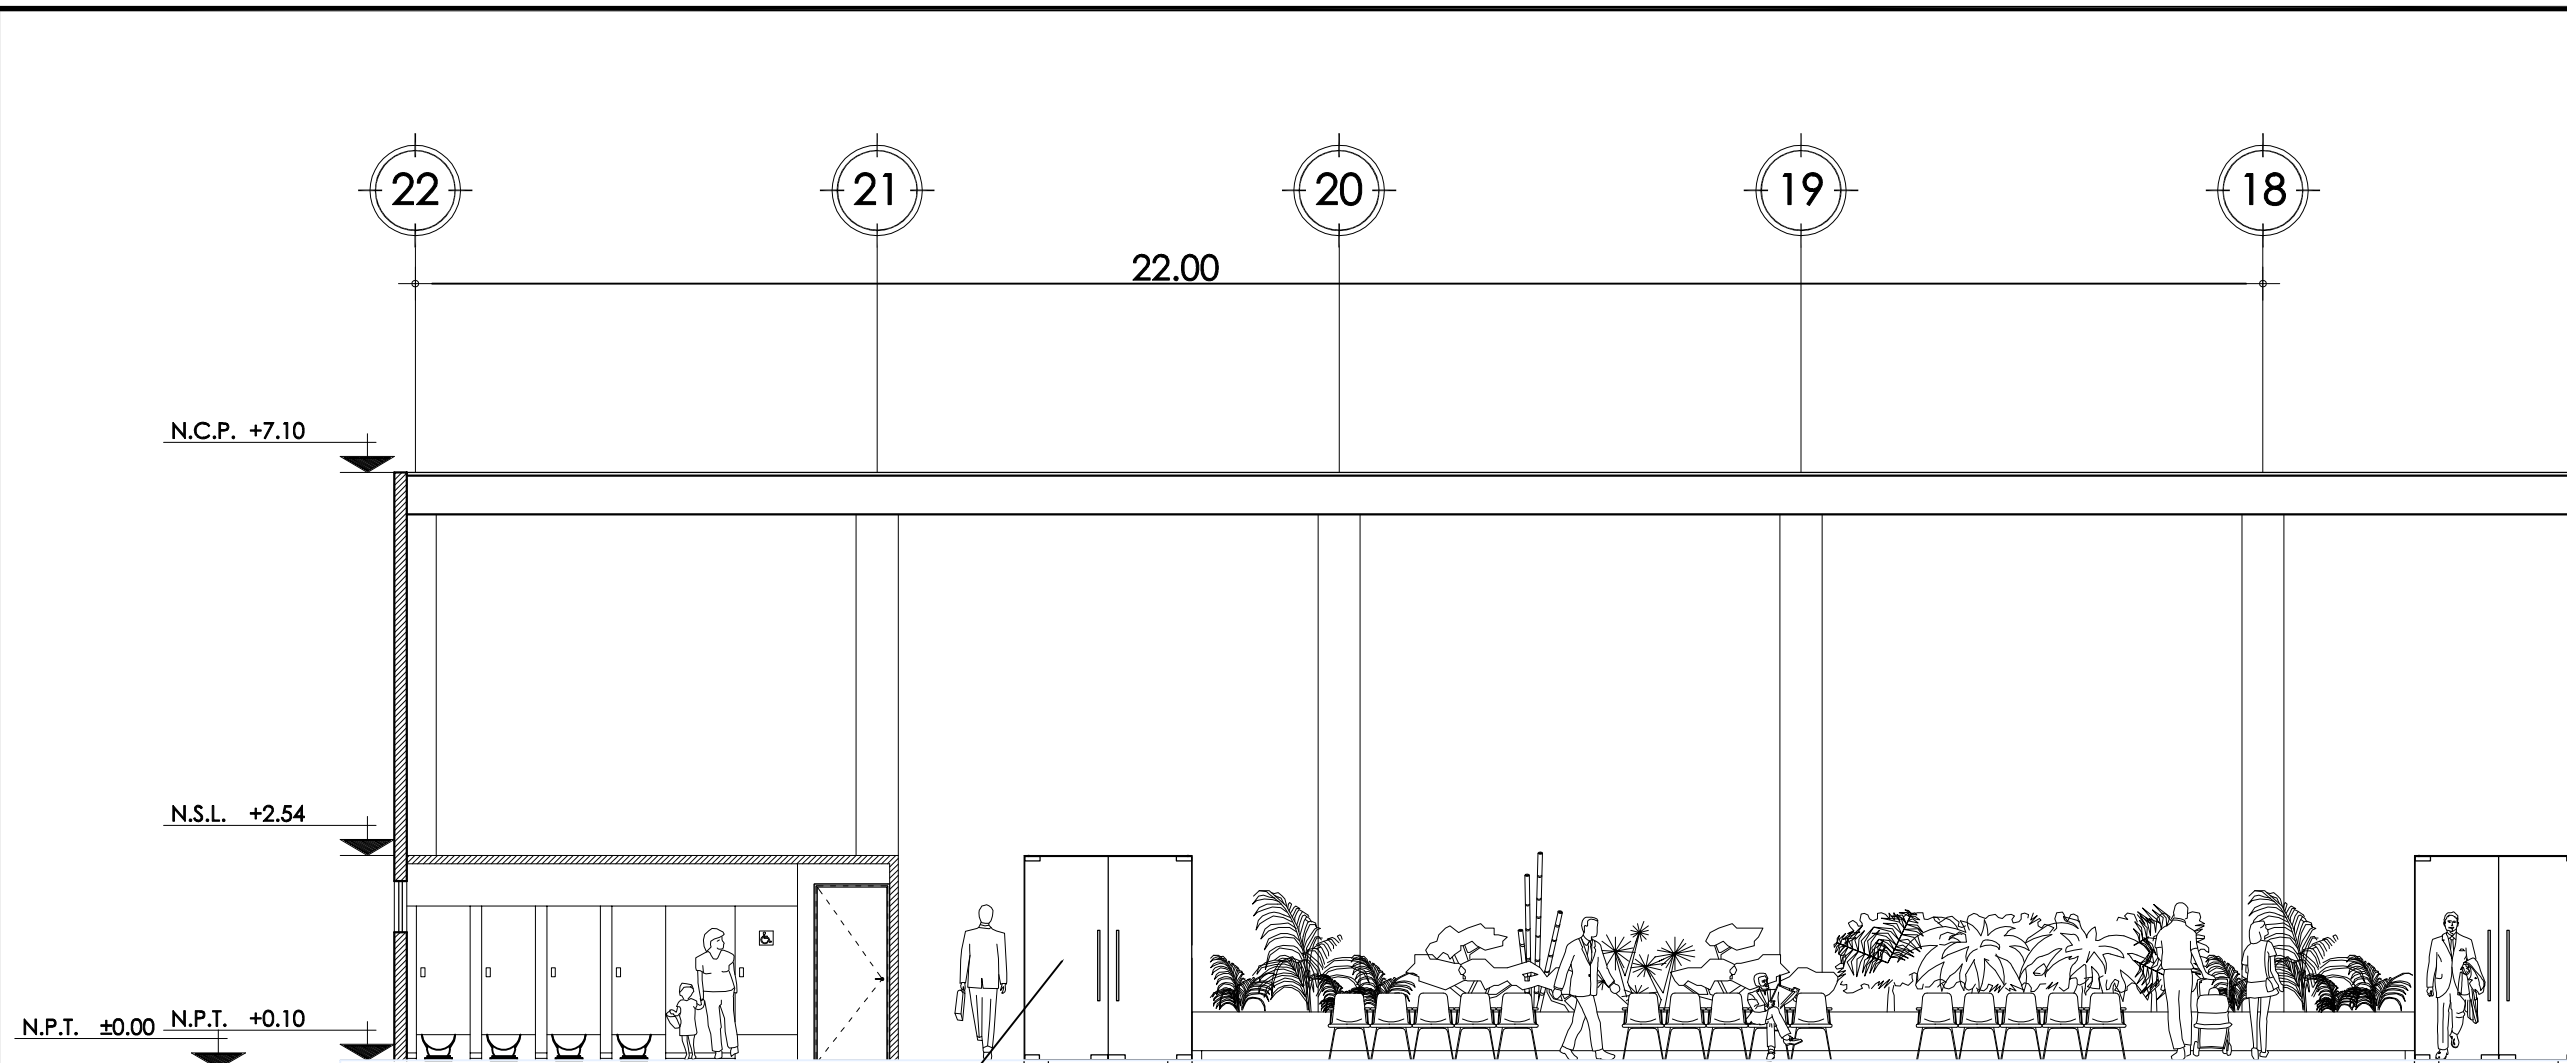 22 21 20 19 18
22.00
N.C.P. +7.10
N.S.L. +2.54
N.P.T. ±0.00 N.P.T. +0.10